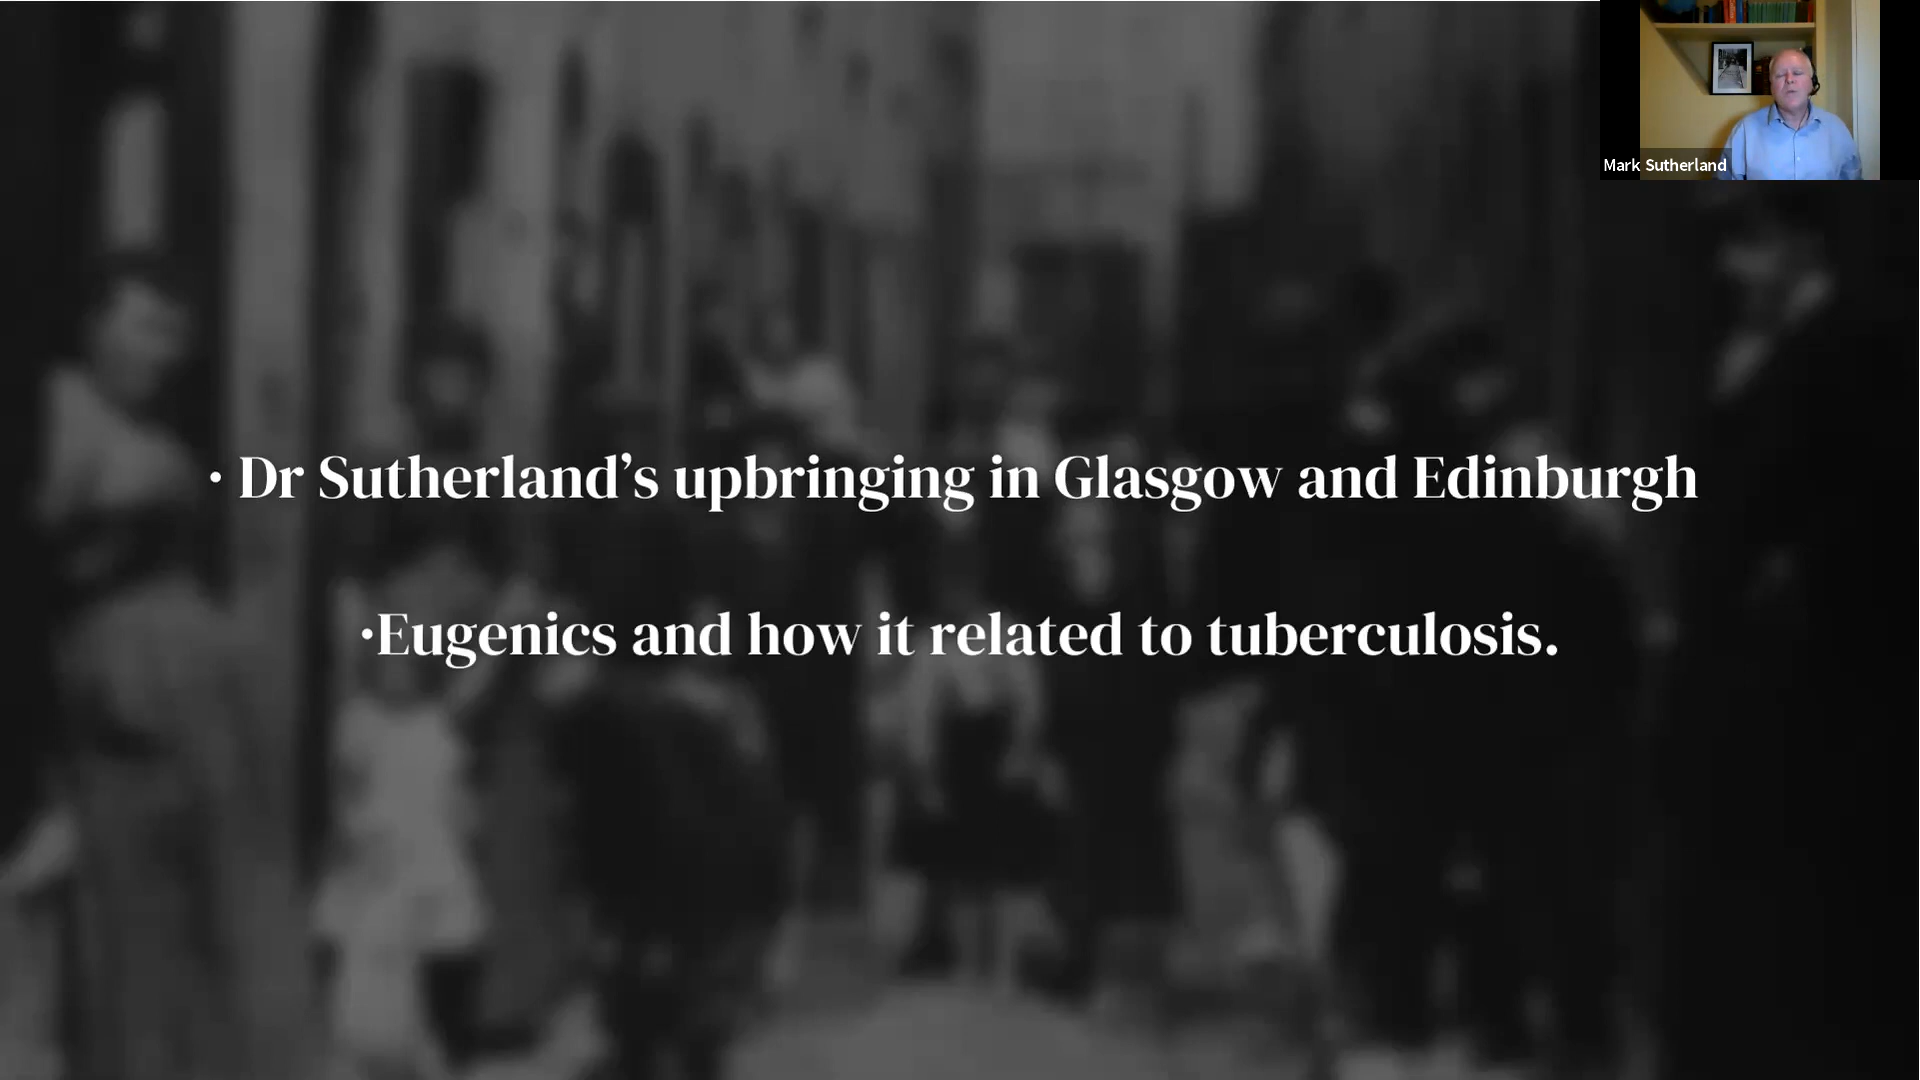 Mark Sutherland
· Dr Sutherland’s upbringing in Glasgow and Edinburgh
·Eugenics and how it related to tuberculosis.